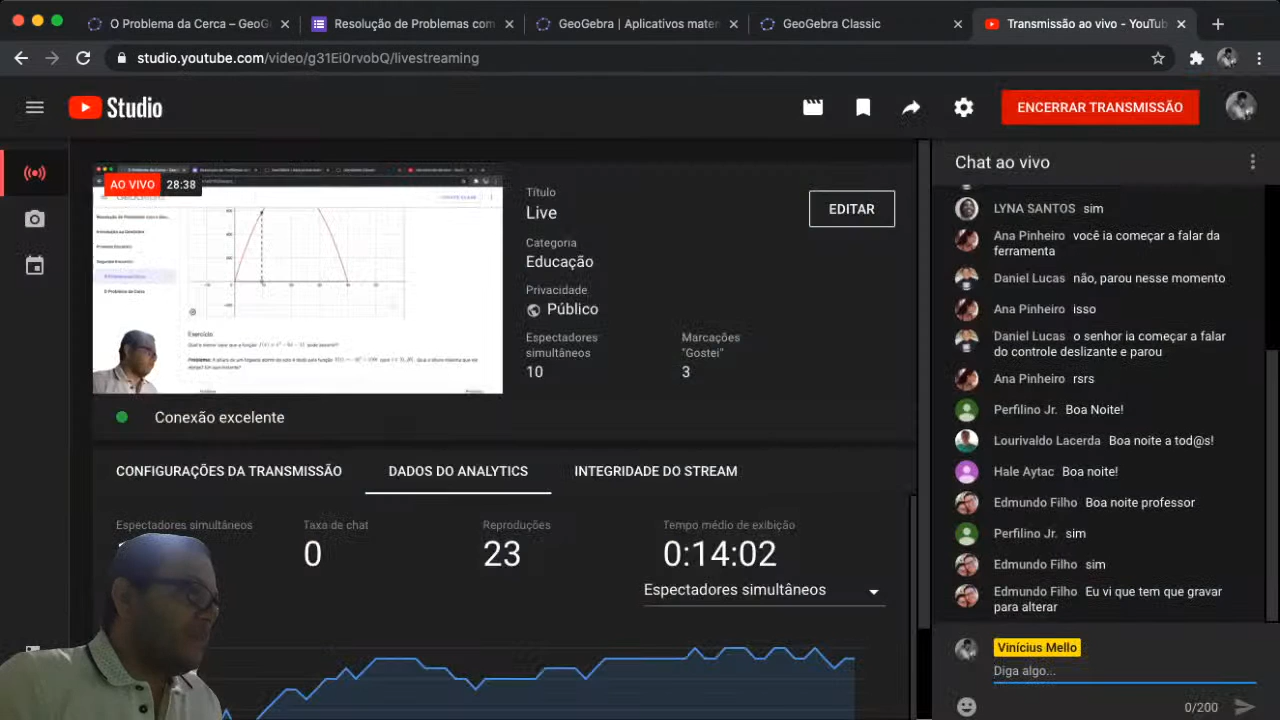 O Problema da Cerca – GeoG
Resolução de Problemas com
GeoGebra | Aplicativos mate
GeoGebra Classic
Transmissão ao vivo - YouTub
studio.youtube.com/video/g31Ei0rvobQ/livestreaming
Studio
ENCERRAR TRANSMISSÃO
AO VIVO 28:38
Exercício
Título
Live
EDITAR
Categoria
Educação
Privacidade
Público
Espectadores
simultâneos
10
Marcações
"Gostei"
3
Conexão excelente
CONFIGURAÇÕES DA TRANSMISSÃO
DADOS DO ANALYTICS
INTEGRIDADE DO STREAM
Espectadores simultâneos
Taxa de chat
0
Reproduções
23
Tempo médio de exibição
0:14:02
Espectadores simultâneos
Chat ao vivo
LYNA SANTOS sim
Ana Pinheiro você ia começar a falar da
ferramenta
Daniel Lucas não, parou nesse momento
Ana Pinheiro isso
Daniel Lucas o senhor ia começar a falar
do controle deslizante e parou
Ana Pinheiro rsrs
Perfilino Jr. Boa Noite!
Lourivaldo Lacerda Boa noite a tod@s!
Hale Aytac Boa noite!
Edmundo Filho Boa noite professor
Perfilino Jr. sim
Edmundo Filho sim
Edmundo Filho Eu vi que tem que gravar
para alterar
Vinícius Mello
Diga algo...
0/200